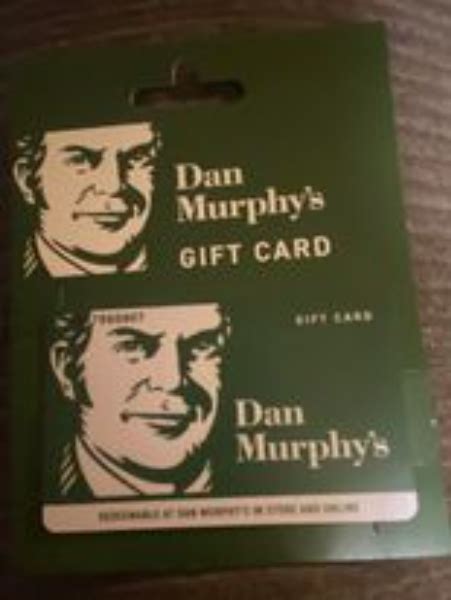 Dan
Murphy's
GIFT CARD
GIFT CARD
Dan
Murphy's
REDEEMABLE AT DAN MURPHY'S IN STORE AND ONLINE